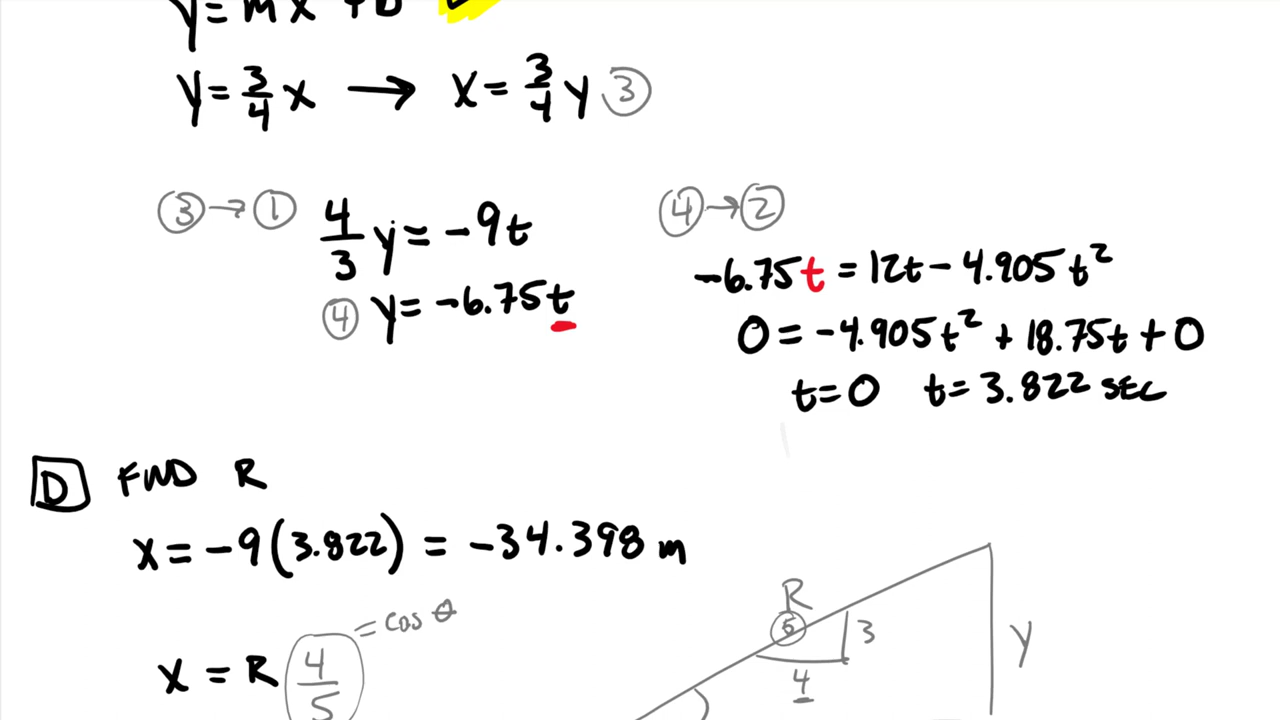 y = mx + b
y = 3/4 x → x = 3/4 y ③
③ → ① 4/3 y = -9t
④ y = -6.75t
④ → ②
-6.75t = 12t - 4.905t²
0 = -4.905t² + 18.75t + 0
t = 0 t = 3.822 SEC
D FIND R
x = -9(3.822) = -34.398 m
x = R 4/5 = cos θ
R
5
3
4
y